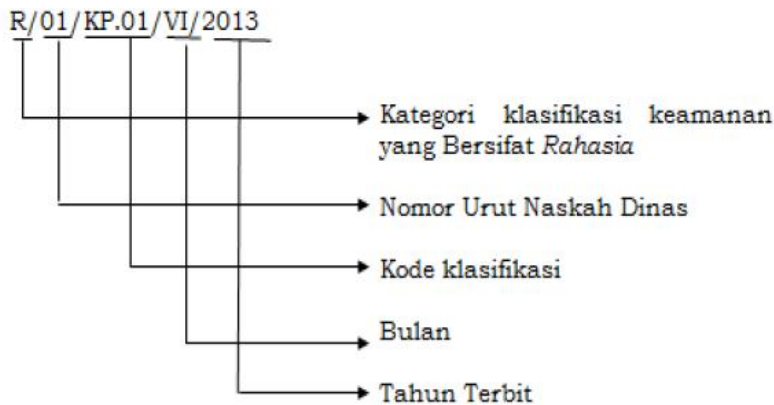 R/01/KP.01/VI/2013
Kategori klasifikasi keamanan
yang Bersifat Rahasia
Nomor Urut Naskah Dinas
Kode klasifikasi
Bulan
Tahun Terbit